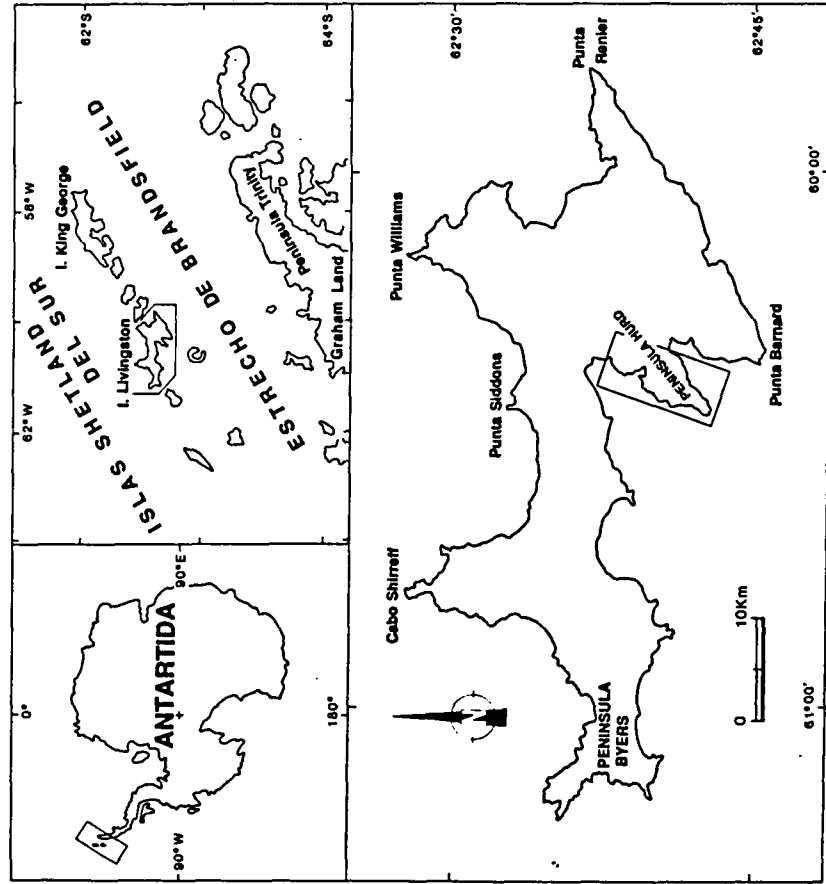 0°
ANTARTIDA
90°E
90°W
180°
58°W
62°W
62°S
64°S
ISLAS SHETLAND
DEL SUR
I. King George
I. Livingston
ESTRECHO DE BRANDSFIELD
Peninsula Trinity
Graham Land
Cabo Shirreff
Punta Siddons
Punta Williams
62°30'
Punta
Renier
PENINSULA
BYERS
PENINSULA HURD
Punta Barnard
62°45'
0
10Km
61°00'
60°00'